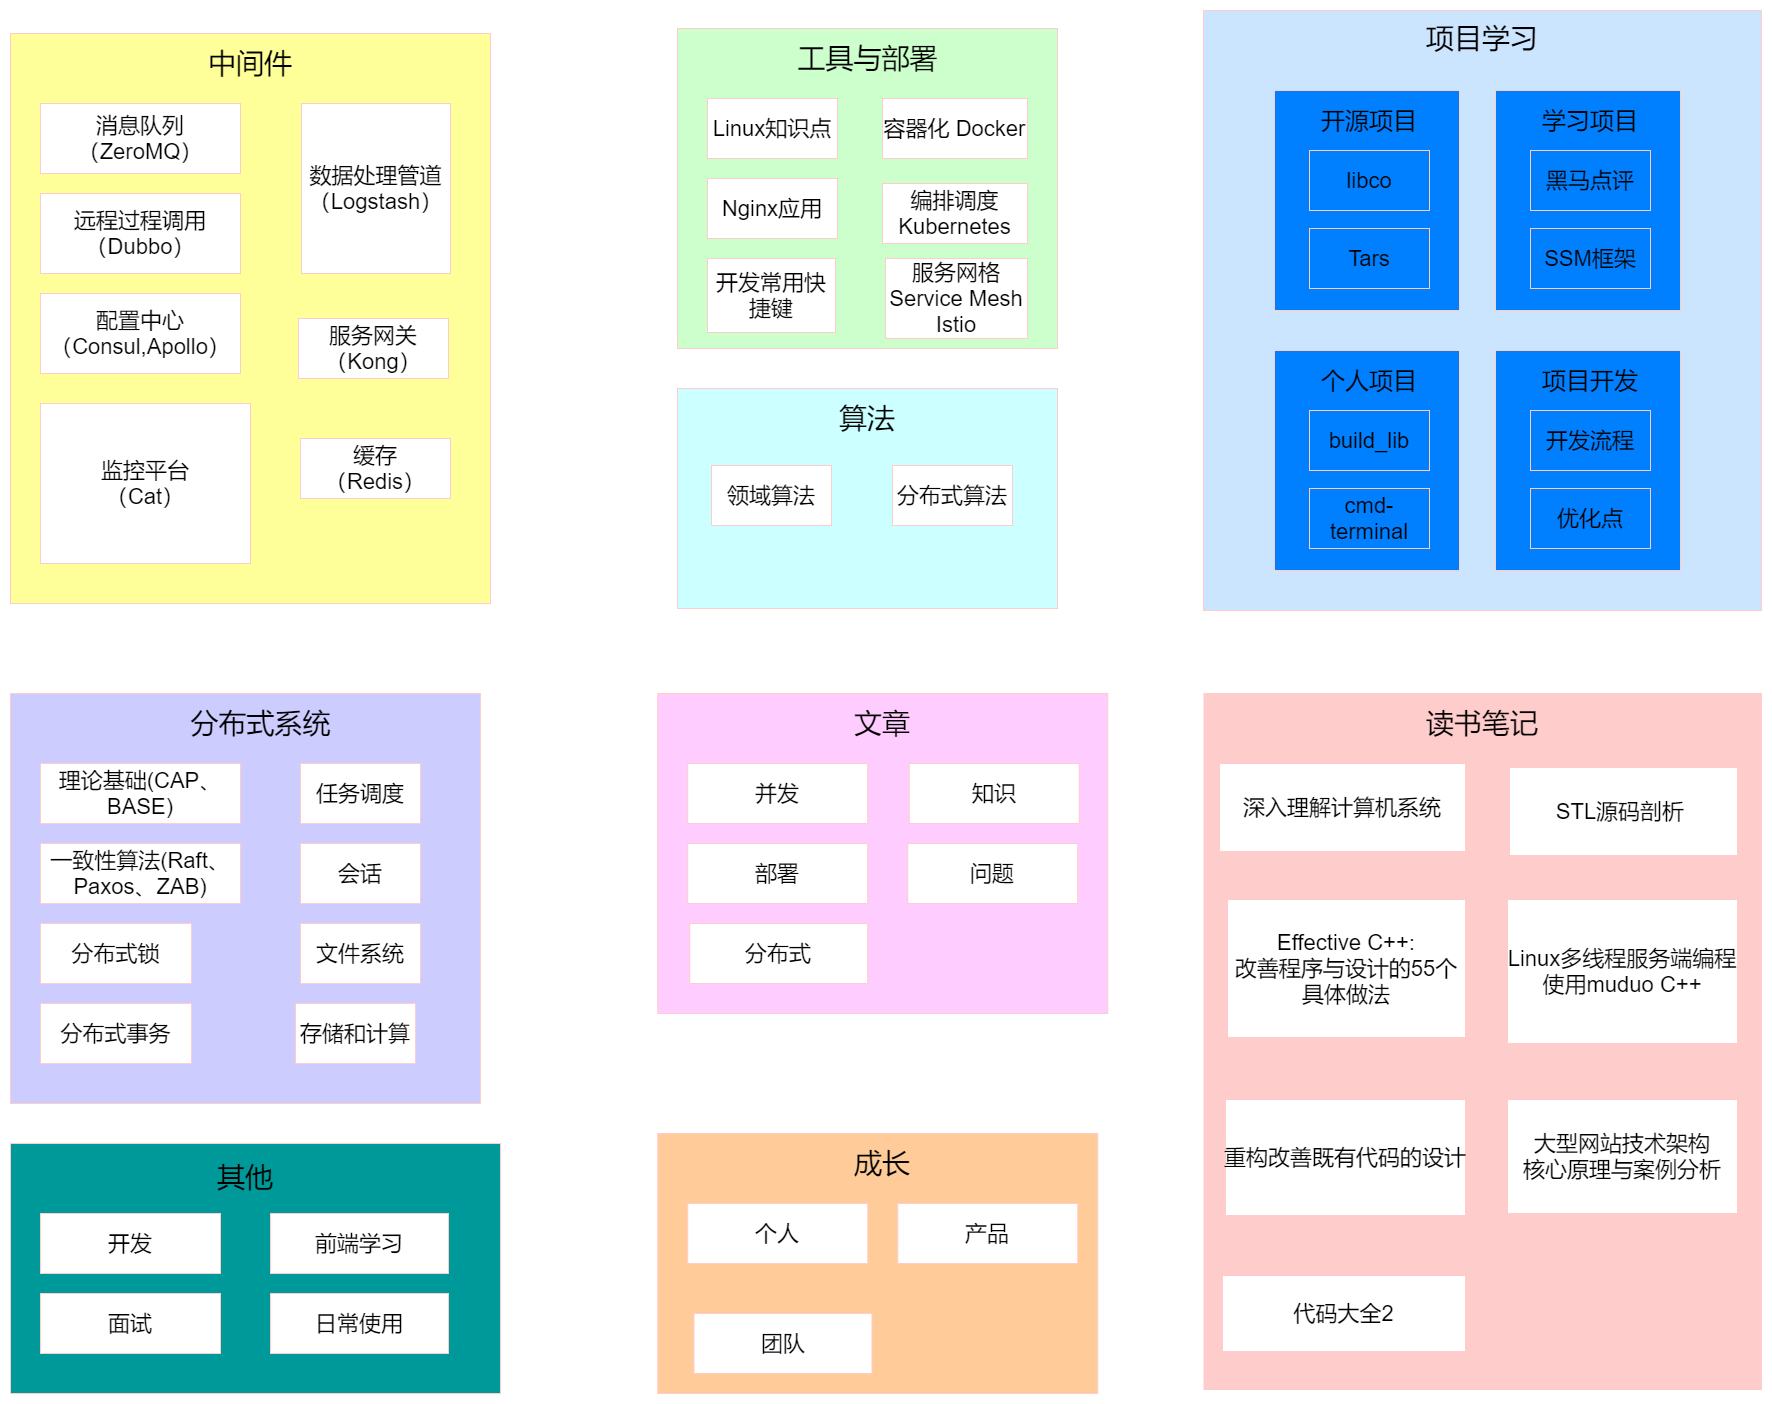 中间件
消息队列
（ZeroMQ）
远程过程调用
（Dubbo）
配置中心
（Consul,Apollo）
监控平台
（Cat）
数据处理管道
（Logstash）
服务网关
（Kong）
缓存
（Redis）
工具与部署
Linux知识点
Nginx应用
开发常用快
捷键
容器化 Docker
编排调度
Kubernetes
服务网格
Service Mesh
Istio
算法
领域算法
分布式算法
项目学习
开源项目
libco
Tars
学习项目
黑马点评
SSM框架
个人项目
build_lib
cmd-
terminal
项目开发
开发流程
优化点
分布式系统
理论基础(CAP、
BASE)
一致性算法(Raft、
Paxos、ZAB)
分布式锁
分布式事务
任务调度
会话
文件系统
存储和计算
文章
并发
知识
部署
问题
分布式
读书笔记
深入理解计算机系统
STL源码剖析
Effective C++:
改善程序与设计的55个
具体做法
Linux多线程服务端编程
使用muduo C++
重构改善既有代码的设计
大型网站技术架构
核心原理与案例分析
代码大全2
其他
开发
前端学习
面试
日常使用
成长
个人
产品
团队